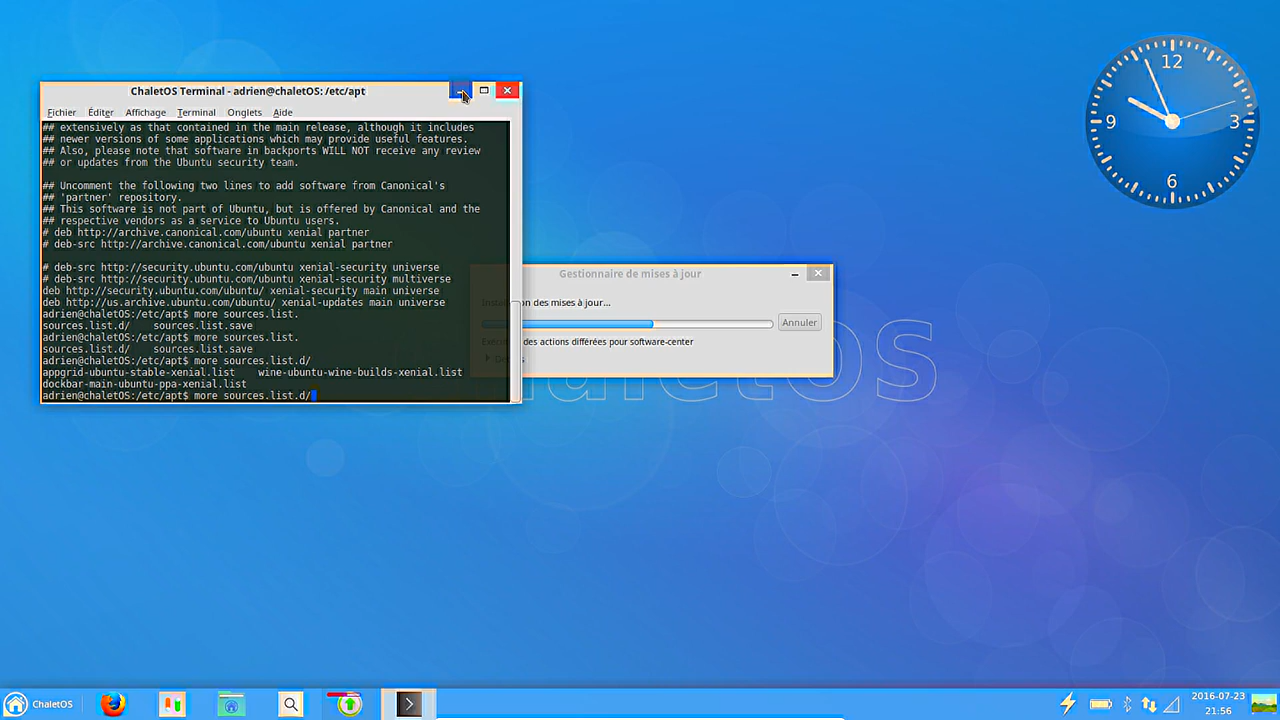 12
3
6
9
ChaletOS Terminal - adrien@chaletOS: /etc/apt
Fichier Éditer Affichage Terminal Onglets Aide
## extensively as that contained in the main release, although it includes
## newer versions of some applications which may provide useful features.
## Also, please note that software in backports WILL NOT receive any review
## or updates from the Ubuntu security team.
## Uncomment the following two lines to add software from Canonical's
## 'partner' repository.
## This software is not part of Ubuntu, but is offered by Canonical and the
## respective vendors as a service to Ubuntu users.
# deb http://archive.canonical.com/ubuntu xenial partner
# deb-src http://archive.canonical.com/ubuntu xenial partner
# deb-src http://security.ubuntu.com/ubuntu xenial-security universe
# deb-src http://security.ubuntu.com/ubuntu xenial-security multiverse
deb http://security.ubuntu.com/ubuntu/ xenial-security main universe
deb http://us.archive.ubuntu.com/ubuntu/ xenial-updates main universe
adrien@chaletOS:/etc/apt$ more sources.list.
sources.list.d/ sources.list.save
adrien@chaletOS:/etc/apt$ more sources.list.
sources.list.d/ sources.list.save
adrien@chaletOS:/etc/apt$ more sources.list.d/
appgrid-ubuntu-stable-xenial.list wine-ubuntu-wine-builds-xenial.list
dockbar-main-ubuntu-ppa-xenial.list
adrien@chaletOS:/etc/apt$ more sources.list.d/
Gestionnaire de mises à jour
des mises à jour...
Annuler
des actions différées pour software-center
ChaletOS
2016-07-23
21:56